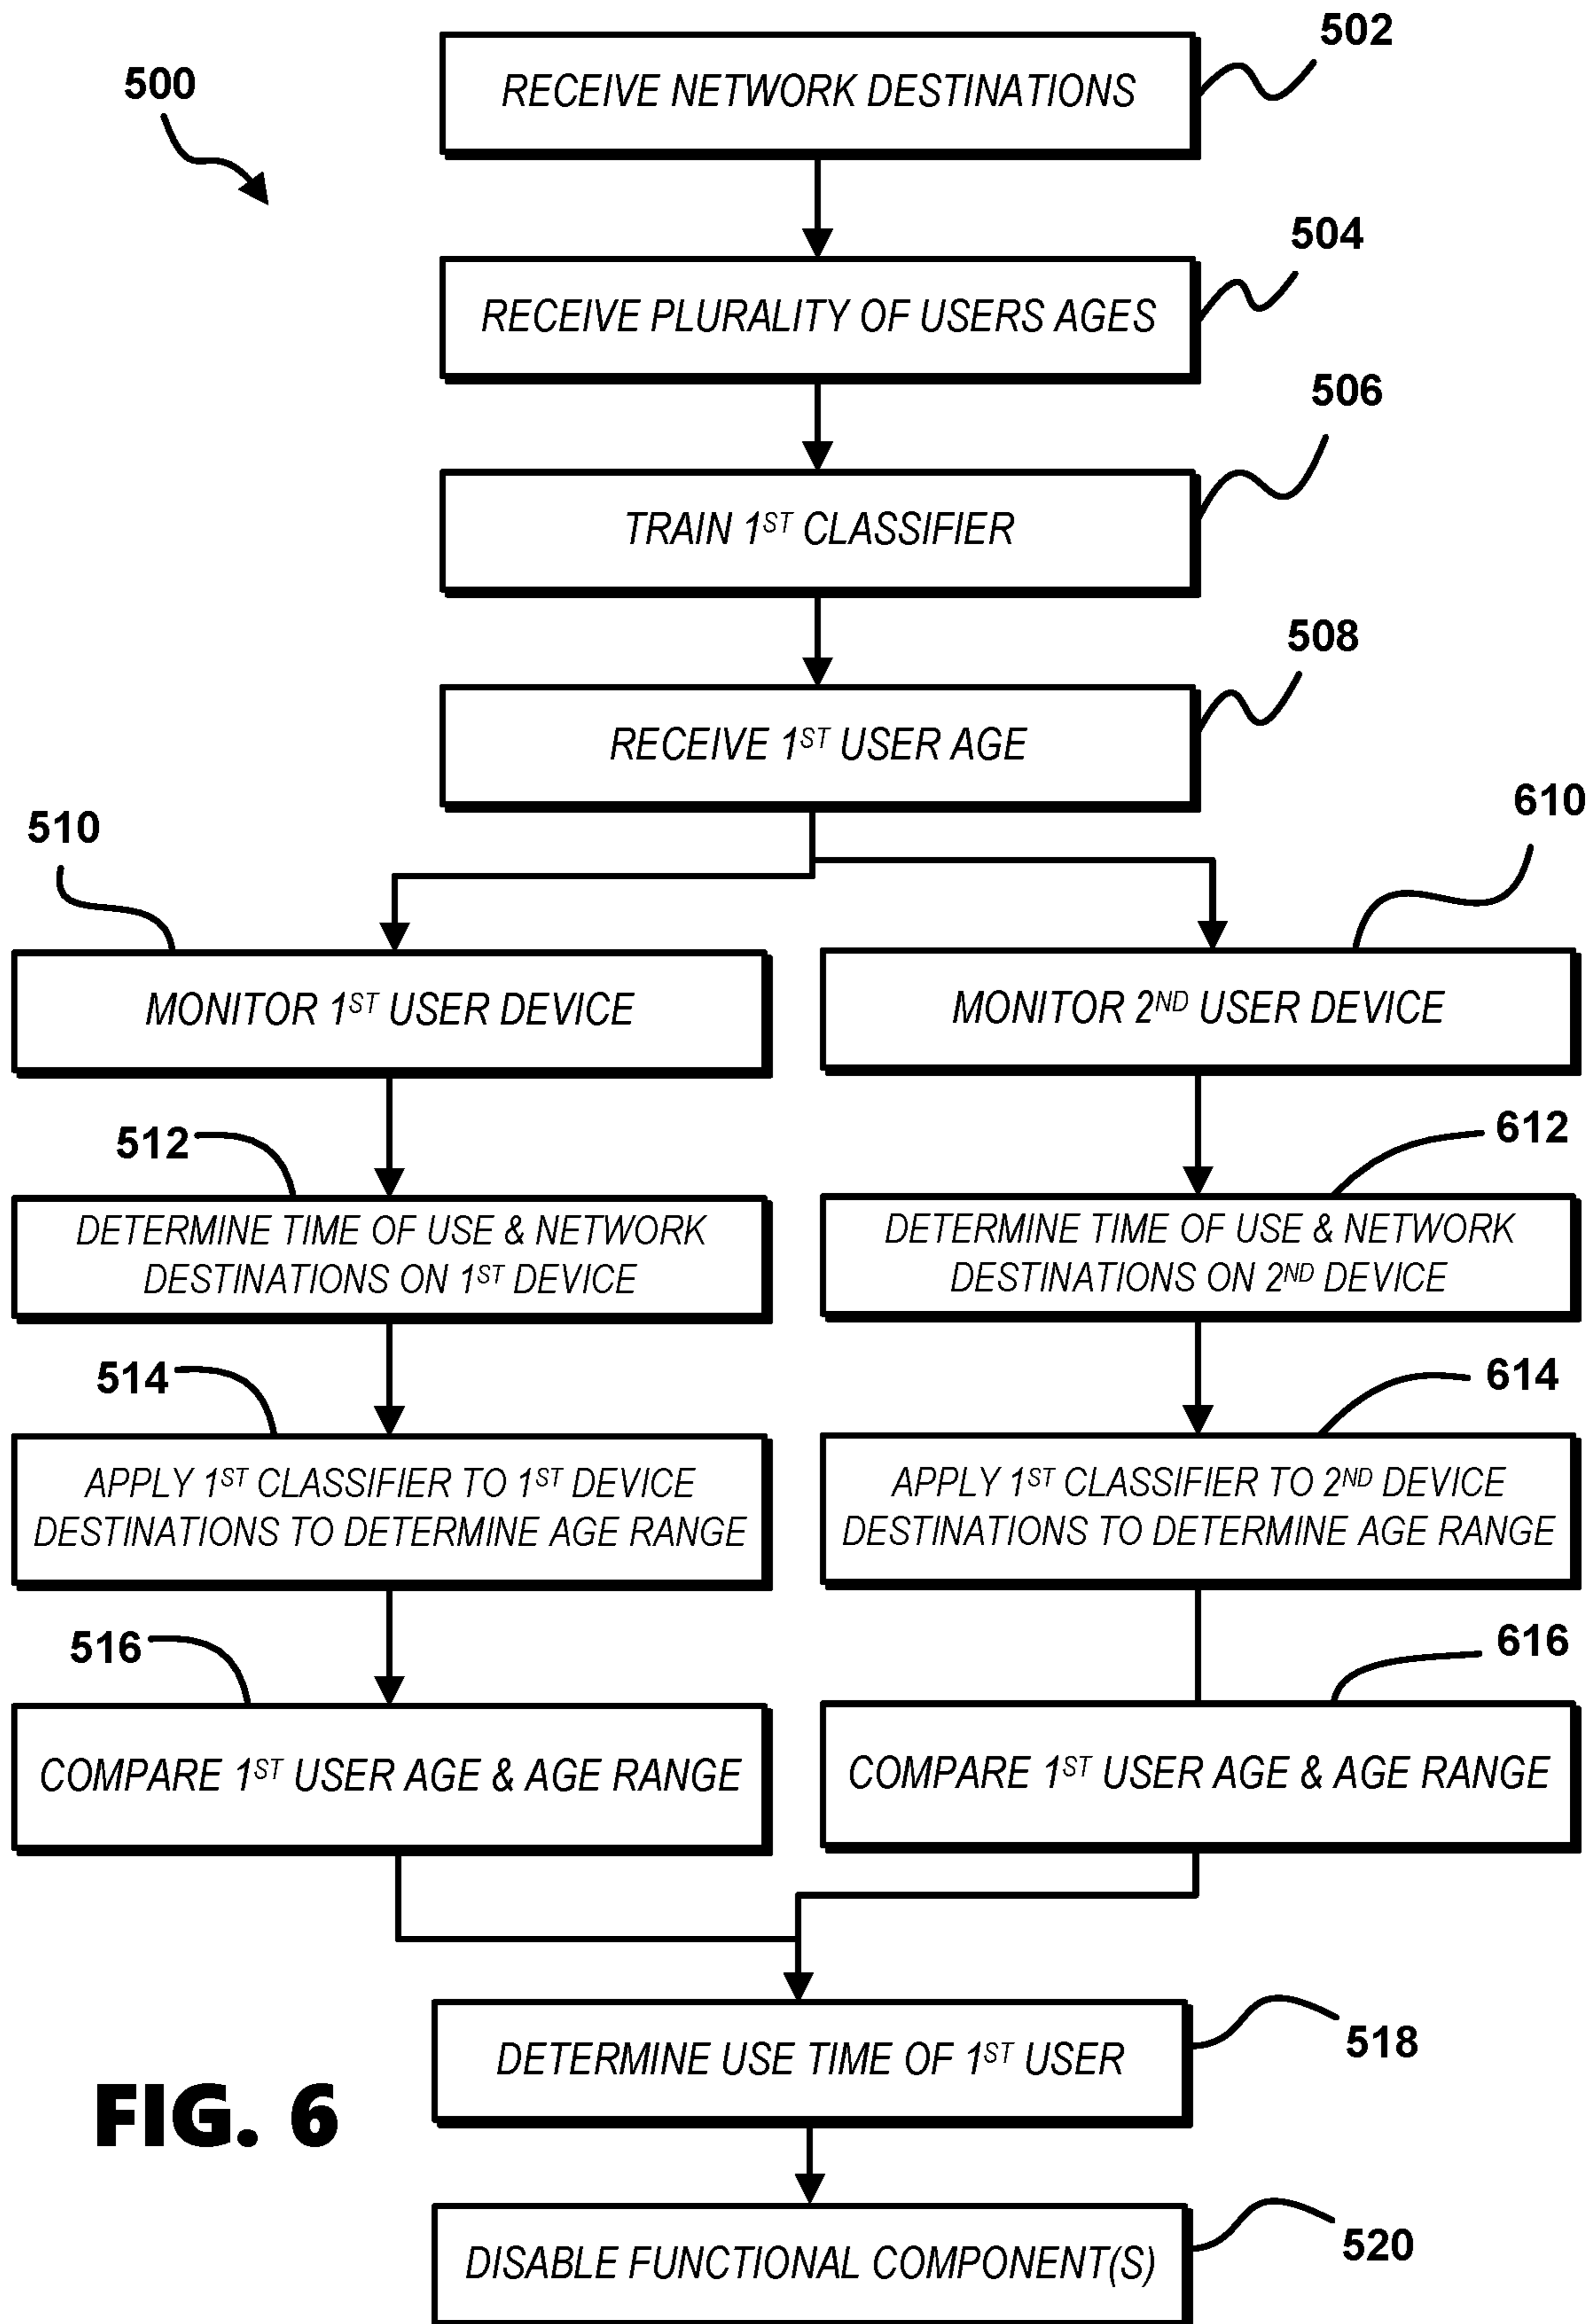 502
500
RECEIVE NETWORK DESTINATIONS
504
RECEIVE PLURALITY OF USERS AGES
506
TRAIN 1ST CLASSIFIER
508
RECEIVE 1ST USER AGE
510
610
MONITOR 1ST USER DEVICE
MONITOR 2ND USER DEVICE
512
612
DETERMINE TIME OF USE & NETWORK
DESTINATIONS ON 1ST DEVICE
DETERMINE TIME OF USE & NETWORK
DESTINATIONS ON 2ND DEVICE
514
614
APPLY 1ST CLASSIFIER TO 1ST DEVICE
DESTINATIONS TO DETERMINE AGE RANGE
APPLY 1ST CLASSIFIER TO 2ND DEVICE
DESTINATIONS TO DETERMINE AGE RANGE
516
616
COMPARE 1ST USER AGE & AGE RANGE
COMPARE 1ST USER AGE & AGE RANGE
DETERMINE USE TIME OF 1ST USER
518
FIG. 6
DISABLE FUNCTIONAL COMPONENT(S)
520